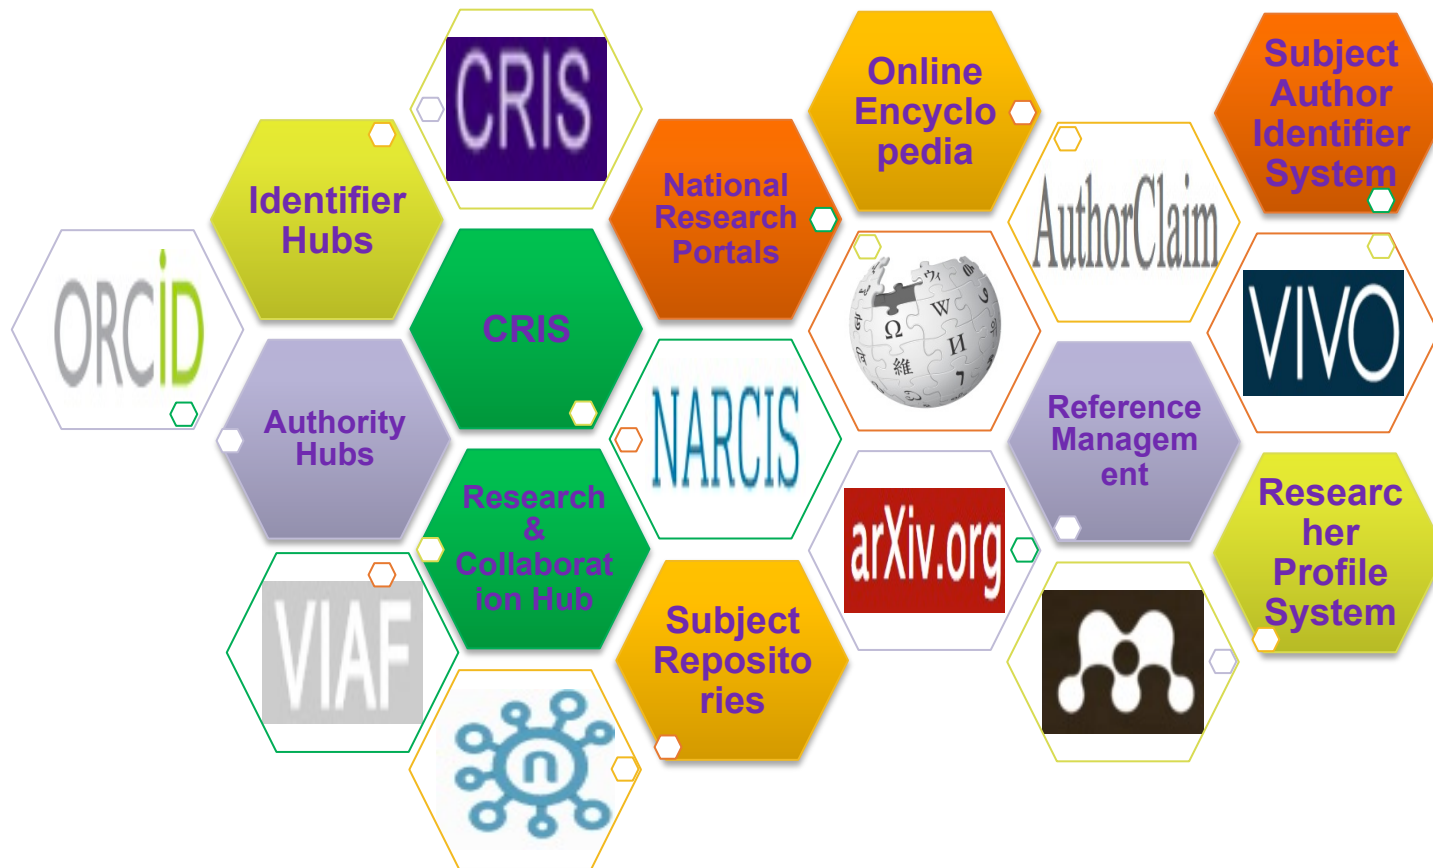 CRIS
Online
Encyclo
pedia
Subject
Author
Identifier
System
Identifier
Hubs
National
Research
Portals
AuthorClaim
ORCiD
CRIS
Ω
W
И
維
VIVO
Authority
Hubs
NARCIS
Reference
Managem
ent
Research
&
Collaborat
ion Hub
arXiv.org
Researc
her
Profile
System
VIAF
Subject
Reposito
ries
n